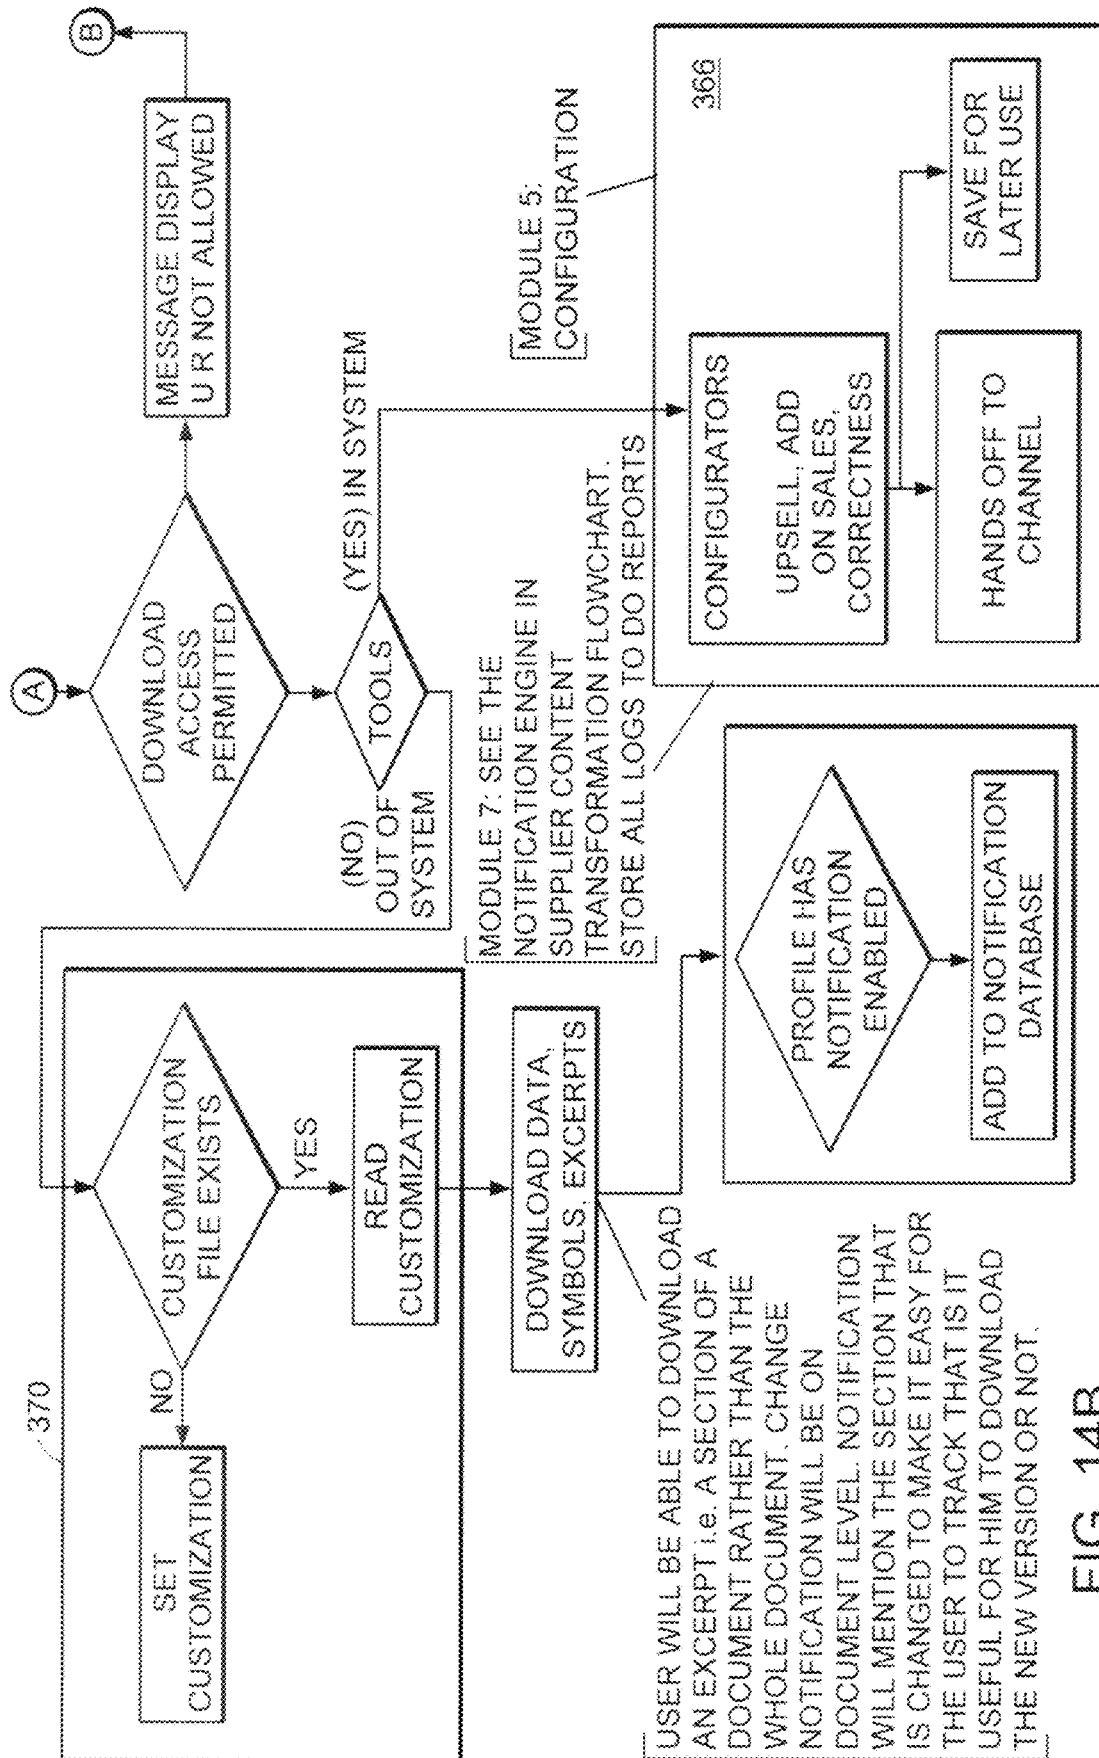 370
SET
CUSTOMIZATION
NO
CUSTOMIZATION
FILE EXISTS
YES
READ
CUSTOMIZATION
DOWNLOAD DATA,
SYMBOLS, EXCERPTS
A
DOWNLOAD
ACCESS
PERMITTED
MESSAGE DISPLAY
U R NOT ALLOWED
B
TOOLS
(NO)
OUT OF
SYSTEM
(YES) IN SYSTEM
MODULE 7: SEE THE
NOTIFICATION ENGINE IN
SUPPLIER CONTENT
TRANSFORMATION FLOWCHART.
STORE ALL LOGS TO DO REPORTS
MODULE 5:
CONFIGURATION
366
CONFIGURATORS
UPSELL, ADD
ON SALES,
CORRECTNESS
HANDS OFF TO
CHANNEL
SAVE FOR
LATER USE
PROFILE HAS
NOTIFICATION
ENABLED
ADD TO NOTIFICATION
DATABASE
USER WILL BE ABLE TO DOWNLOAD
AN EXCERPT i.e. A SECTION OF A
DOCUMENT RATHER THAN THE
WHOLE DOCUMENT. CHANGE
NOTIFICATION WILL BE ON
DOCUMENT LEVEL. NOTIFICATION
WILL MENTION THE SECTION THAT
IS CHANGED TO MAKE IT EASY FOR
THE USER TO TRACK THAT IS IT
USEFUL FOR HIM TO DOWNLOAD
THE NEW VERSION OR NOT.
FIG. 14B